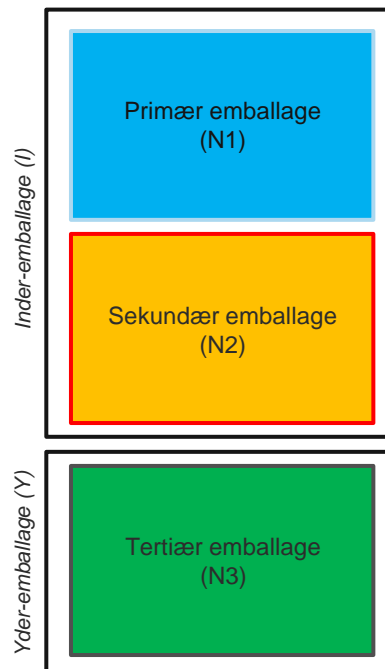 Inder-emballage (I)
Primær emballage
(N1)
Sekundær emballage
(N2)
Yder-emballage (Y)
Tertiær emballage
(N3)